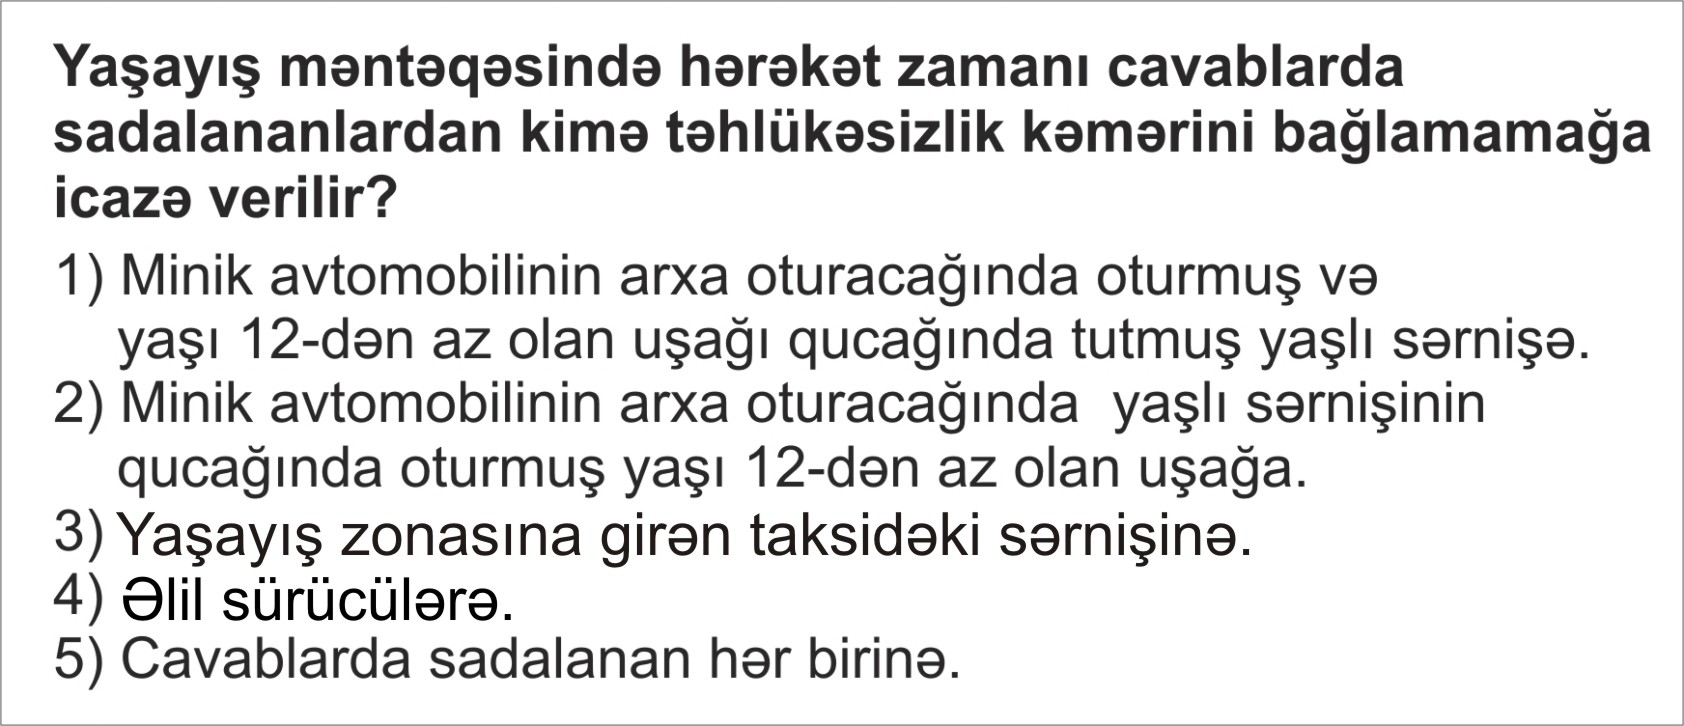 Yaşayış məntəqəsində hərəkət zamanı cavablarda
sadalananlardan kimə təhlükəsizlik kəmərini bağlamamağa
icazə verilir?
1) Minik avtomobilinin arxa oturacağında oturmuş və
yaşı 12-dən az olan uşağı qucağında tutmuş yaşlı sərnişə.
2) Minik avtomobilinin arxa oturacağında yaşlı sərnişinin
qucağında oturmuş yaşı 12-dən az olan uşağa.
3) Yaşayış zonasına girən taksidəki sərnişinə.
4) Əlil sürücülərə.
5) Cavablarda sadalanan hər birinə.